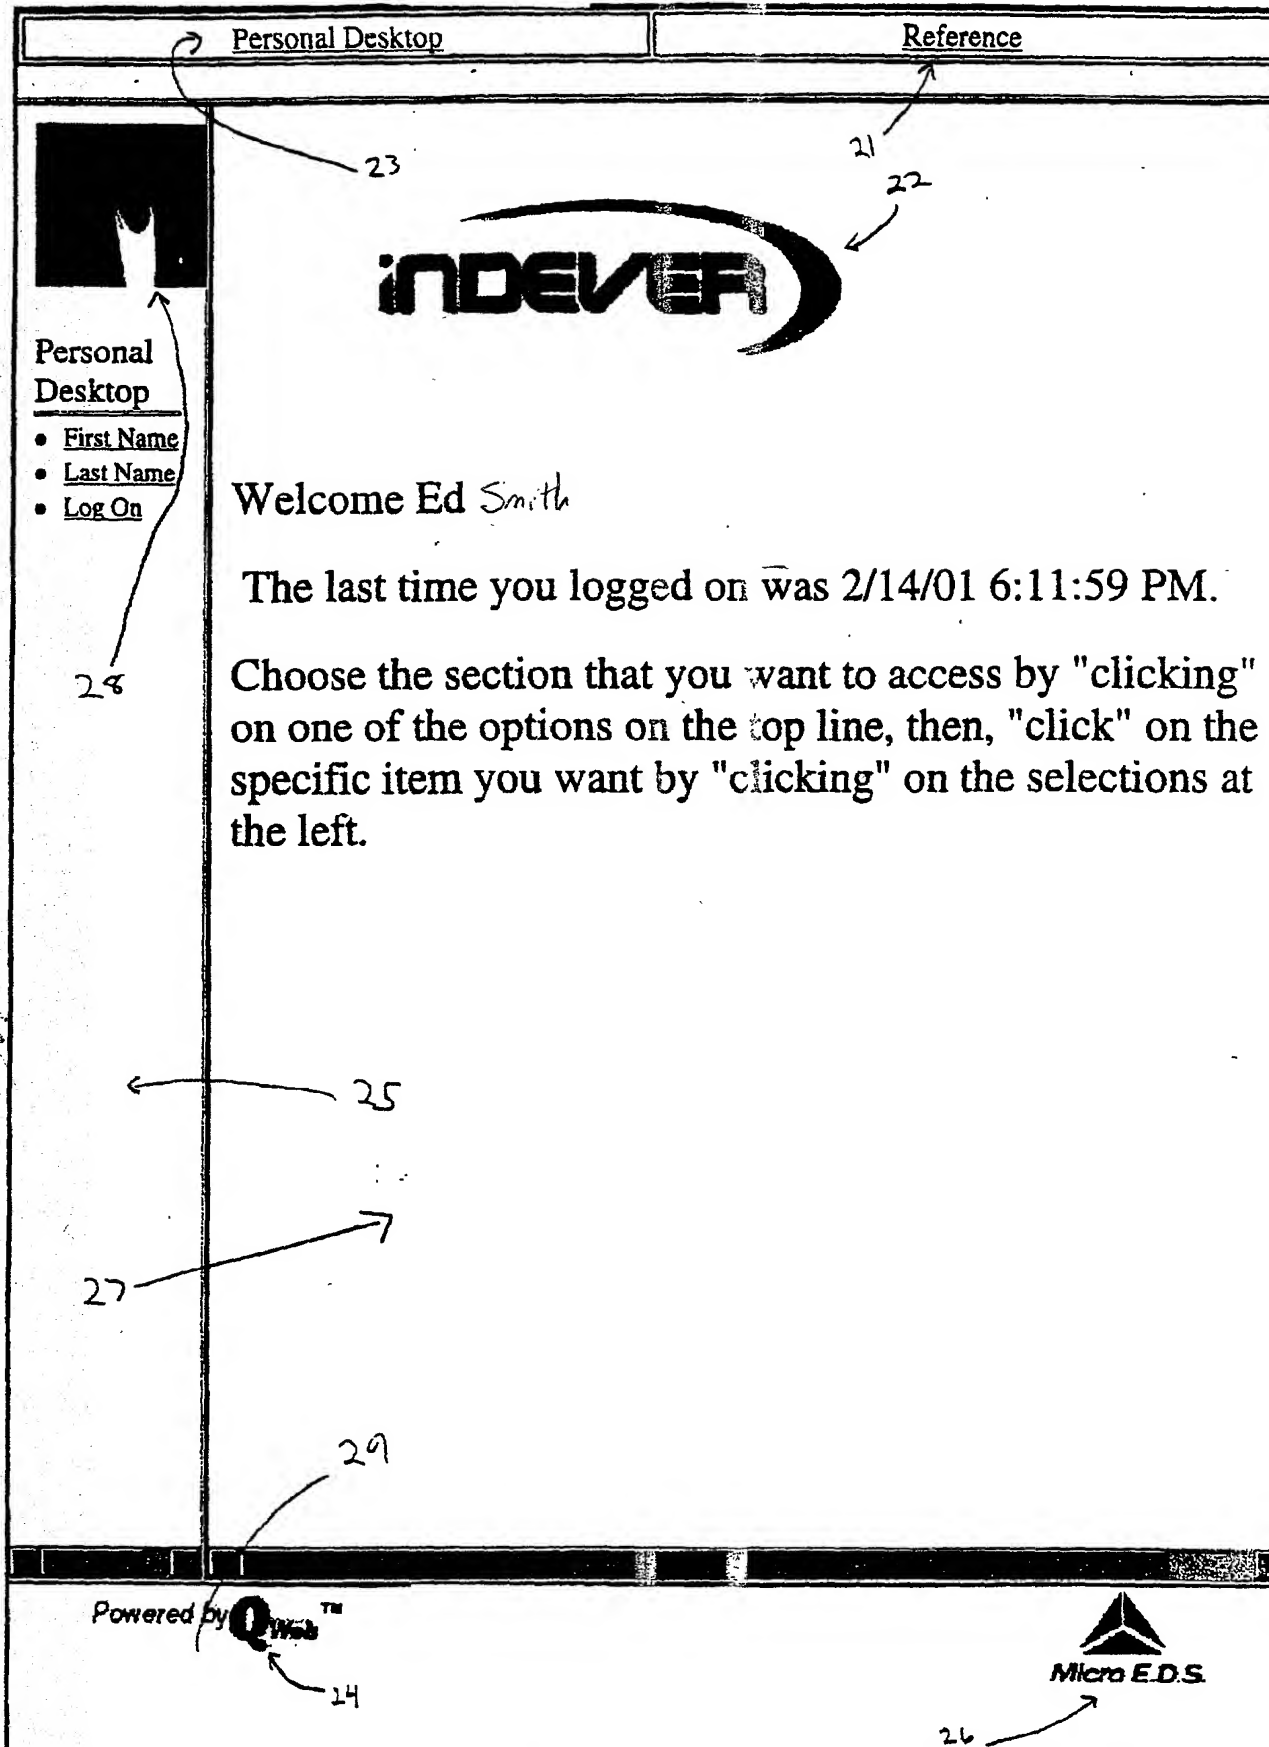 Personal Desktop
Reference
23
21
22
iNDEVER
Personal
Desktop
• First Name
• Last Name
• Log On
Welcome Ed Smith
The last time you logged on was 2/14/01 6:11:59 PM.
28
Choose the section that you want to access by "clicking"
on one of the options on the top line, then, "click" on the
specific item you want by "clicking" on the selections at
the left.
25
27
29
Powered by QWeb™
Micro E.D.S.
24
26